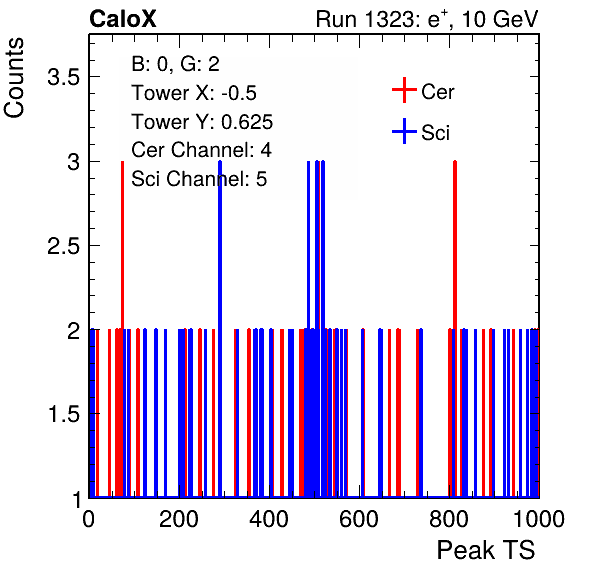 CaloX Run 1323: e⁺, 10 GeV
Counts
B: 0, G: 2
Tower X: -0.5
Tower Y: 0.625
Cer Channel: 4
Sci Channel: 5
Cer
Sci
3.5
3
2.5
2
1.5
1
0 200 400 600 800 1000
Peak TS